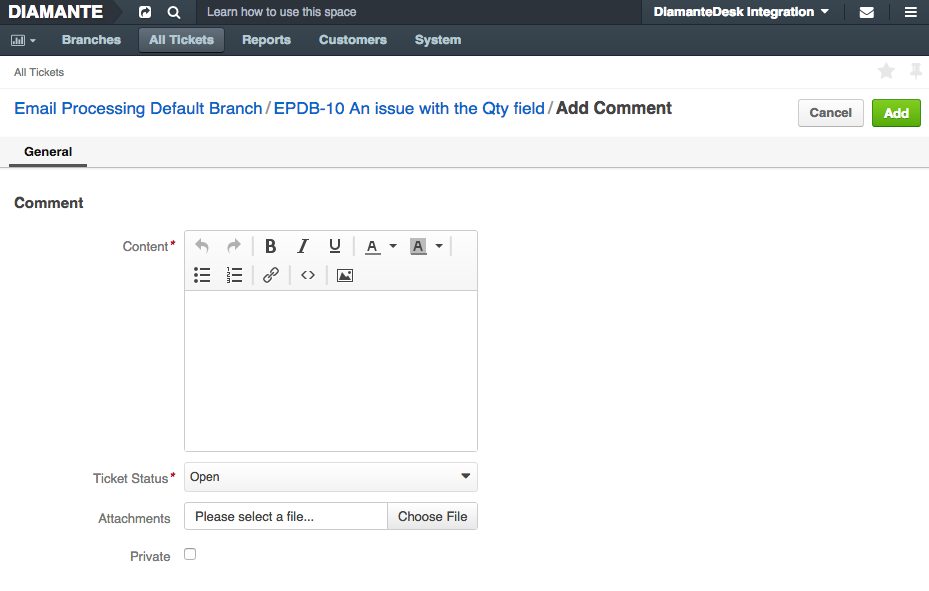 DIAMANTE Learn how to use this space DiamanteDesk Integration
Branches All Tickets Reports Customers System
All Tickets
Email Processing Default Branch / EPDB-10 An issue with the Qty field / Add Comment Cancel Add
General
Comment
Content* B I U A A
Ticket Status* Open
Attachments Please select a file... Choose File
Private